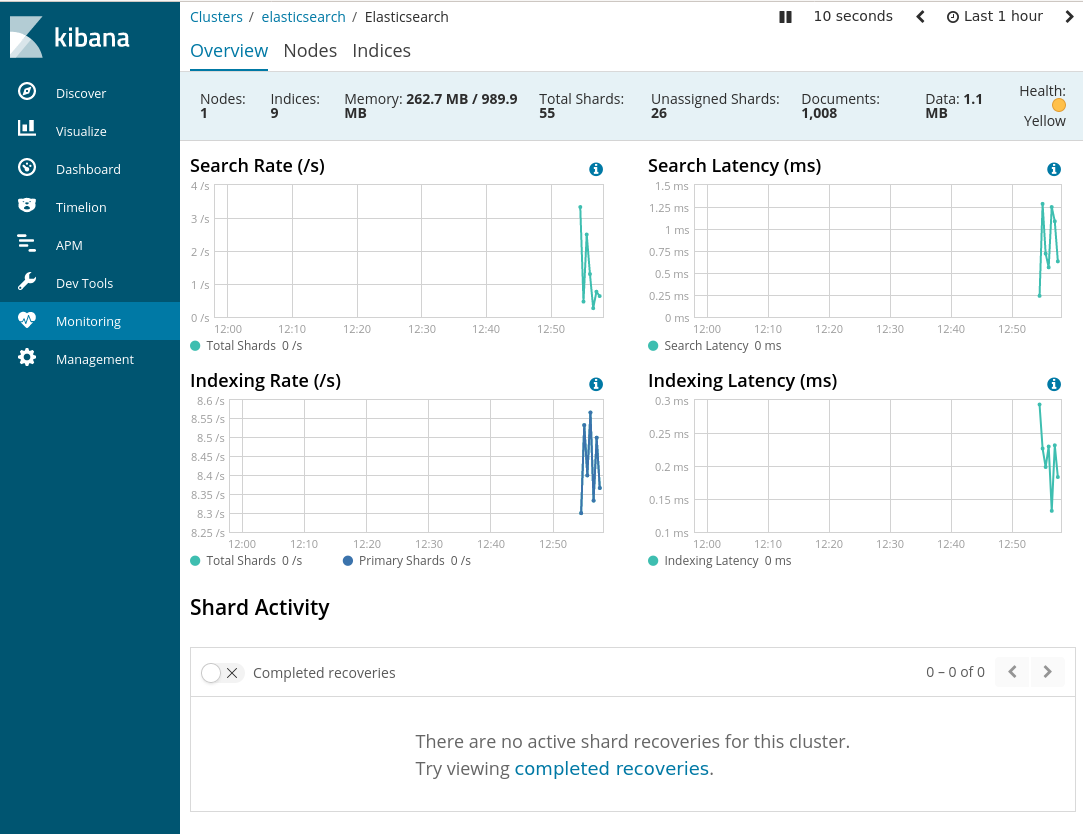 kibana
Discover
Visualize
Dashboard
Timelion
APM
Dev Tools
Monitoring
Management
Clusters / elasticsearch / Elasticsearch
10 seconds Last 1 hour
Overview Nodes Indices
Nodes: 1
Indices: 9
Memory: 262.7 MB / 989.9 MB
Total Shards: 55
Unassigned Shards: 26
Documents: 1,008
Data: 1.1 MB
Health: Yellow
Search Rate (/s)
4 /s
3 /s
2 /s
1 /s
0 /s
12:00 12:10 12:20 12:30 12:40 12:50
Total Shards 0 /s
Search Latency (ms)
1.5 ms
1.25 ms
1 ms
0.75 ms
0.5 ms
0.25 ms
0 ms
12:00 12:10 12:20 12:30 12:40 12:50
Search Latency 0 ms
Indexing Rate (/s)
8.6 /s
8.55 /s
8.5 /s
8.45 /s
8.4 /s
8.35 /s
8.3 /s
8.25 /s
12:00 12:10 12:20 12:30 12:40 12:50
Total Shards 0 /s Primary Shards 0 /s
Indexing Latency (ms)
0.3 ms
0.25 ms
0.2 ms
0.15 ms
0.1 ms
12:00 12:10 12:20 12:30 12:40 12:50
Indexing Latency 0 ms
Shard Activity
Completed recoveries
0 – 0 of 0
There are no active shard recoveries for this cluster.
Try viewing completed recoveries.